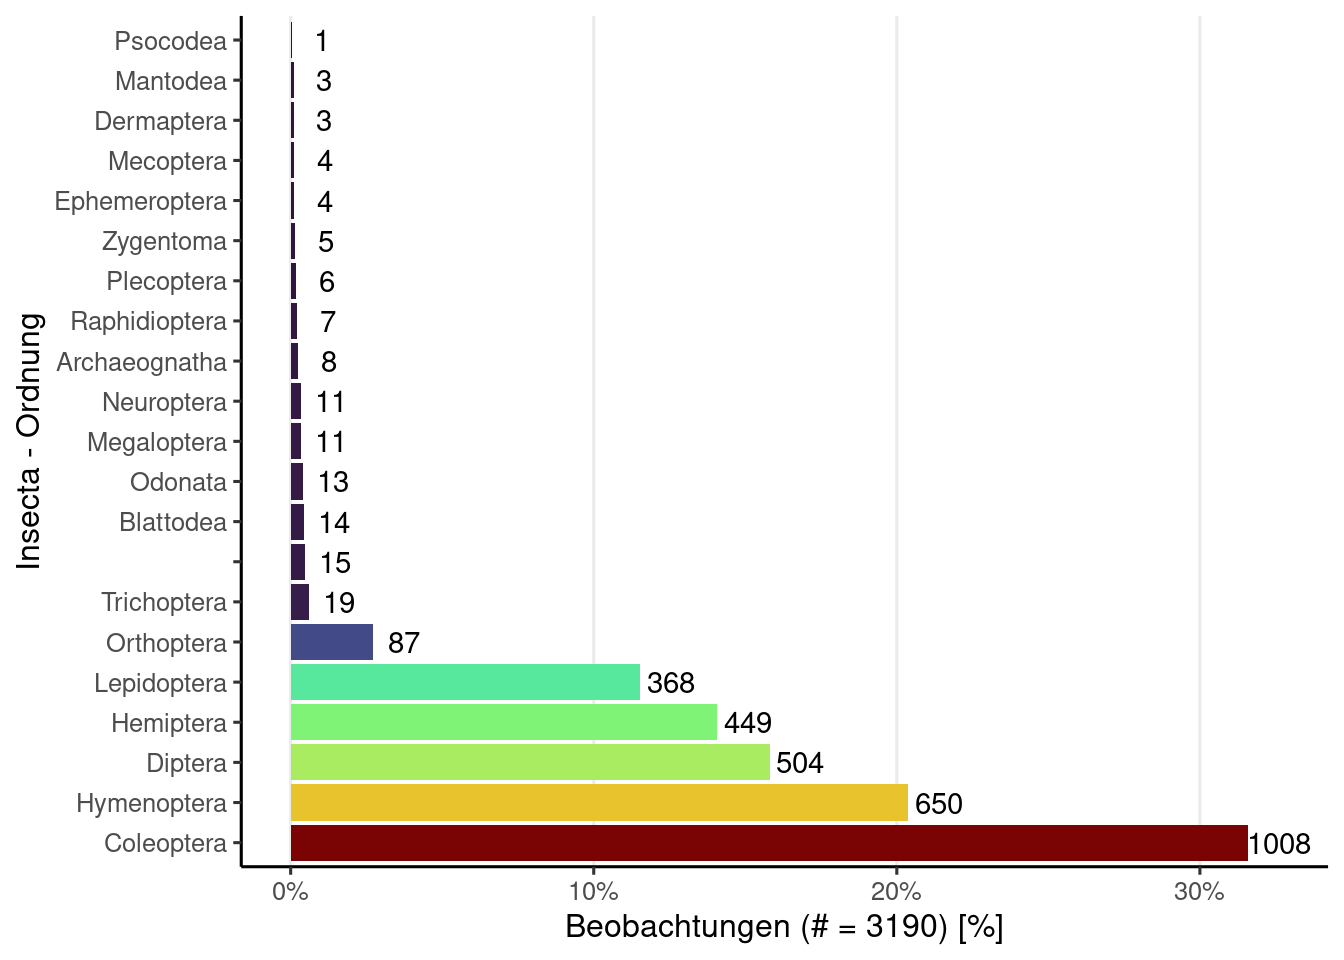 Insecta - Ordnung
Psocodea 1
Mantodea 3
Dermaptera 3
Mecoptera 4
Ephemeroptera 4
Zygentoma 5
Plecoptera 6
Raphidioptera 7
Archaeognatha 8
Neuroptera 11
Megaloptera 11
Odonata 13
Blattodea 14
15
Trichoptera 19
Orthoptera 87
Lepidoptera 368
Hemiptera 449
Diptera 504
Hymenoptera 650
Coleoptera 1008
0% 10% 20% 30%
Beobachtungen (# = 3190) [%]